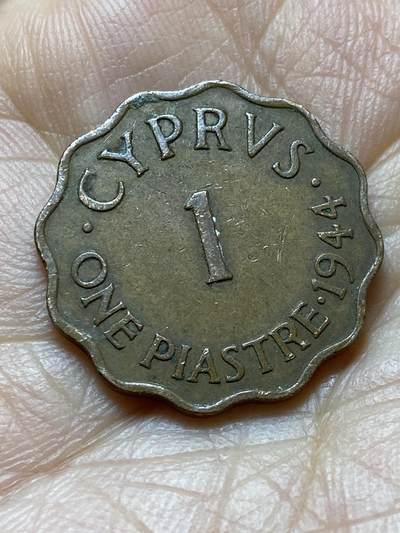 · CYPRVS ·
1
· ONE PIASTRE · 1944